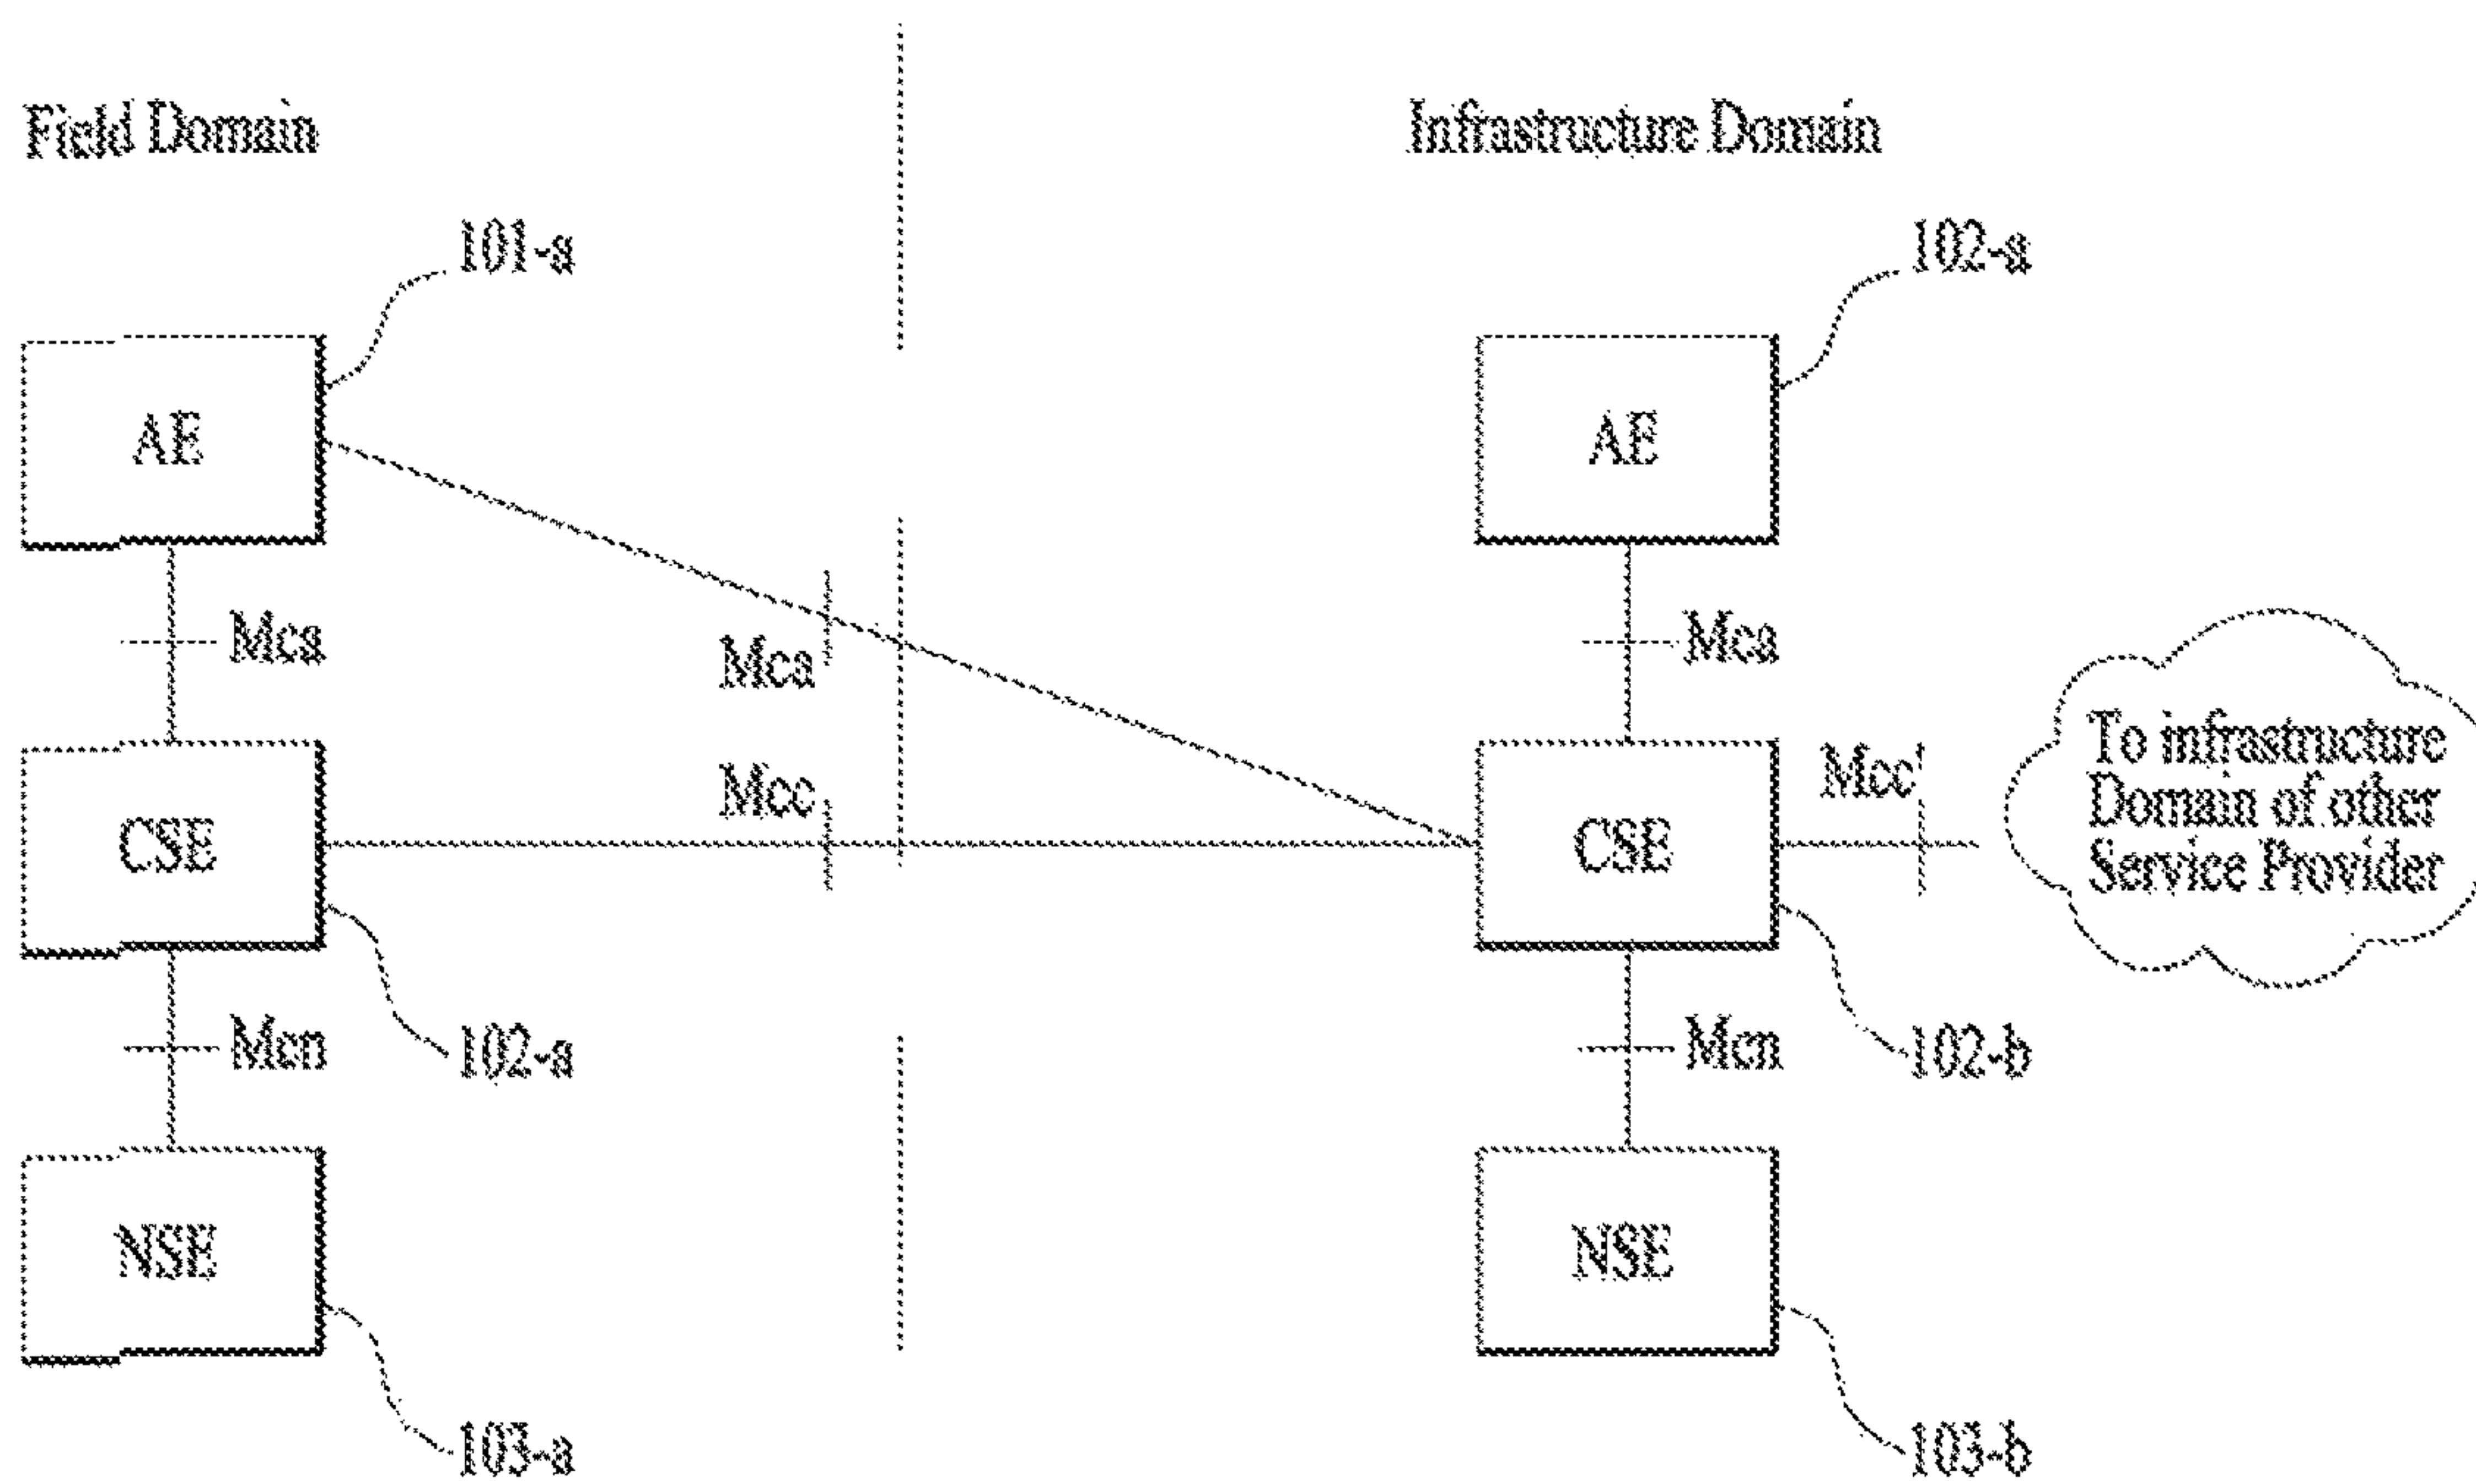 Field Domain
Infrastructure Domain
101-a
102-a
AE
AE
Mca
Mca
Mca
Mcc
Mcc'
To infrastructure
Domain of other
Service Provider
CSE
CSE
Mcn
102-a
Mcn
102-b
NSE
NSE
103-a
103-b